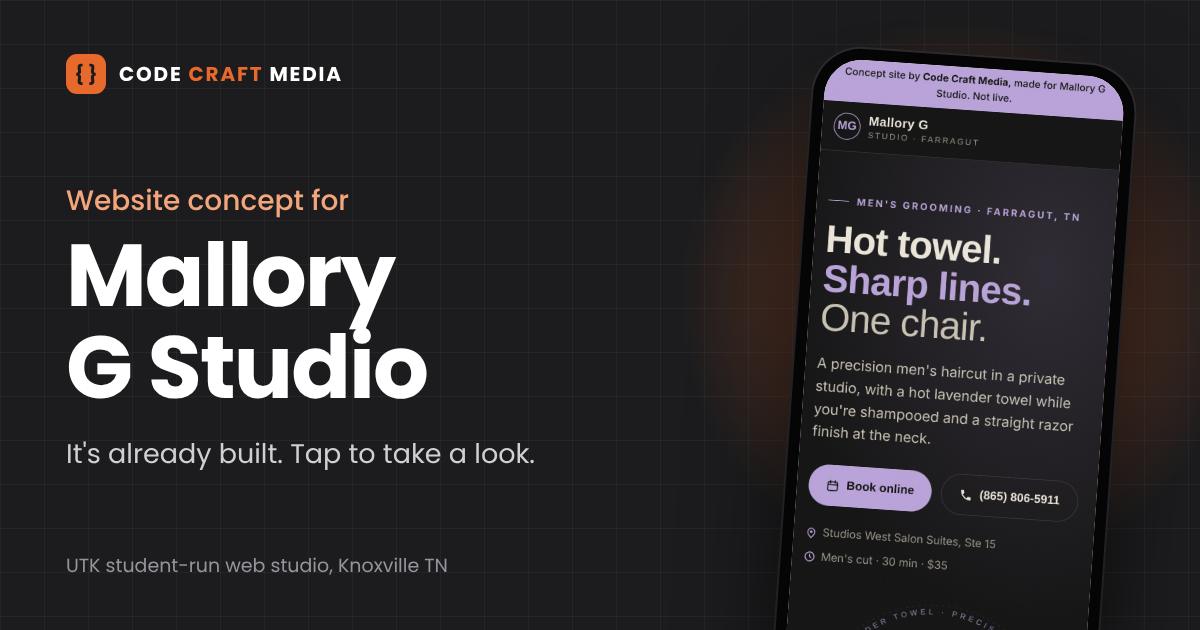 { }
CODE CRAFT MEDIA
Website concept for
Mallory
G Studio
It's already built. Tap to take a look.
UTK student-run web studio, Knoxville TN
Concept site by Code Craft Media, made for Mallory G
Studio. Not live.
MG
Mallory G
STUDIO · FARRAGUT
MEN'S GROOMING · FARRAGUT, TN
Hot towel.
Sharp lines.
One chair.
A precision men's haircut in a private
studio, with a hot lavender towel while
you're shampooed and a straight razor
finish at the neck.
Book online
(865) 806-5911
Studios West Salon Suites, Ste 15
Men's cut · 30 min · $35
TOWEL ·